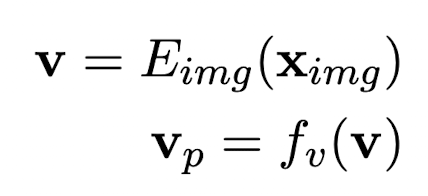 v = E_{img}(x_{img})
v_p = f_v(v)